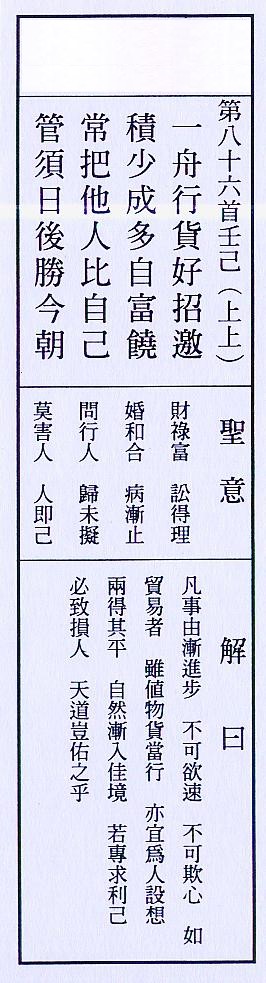 第八十六首壬己（上上）
一舟行貨好招邀
積少成多自富饒
常把他人比自己
管須日後勝今朝
聖意
財祿富　訟得理
婚和合　病漸止
問行人　歸未擬
莫害人　人即己
解曰
凡事由漸進步　不可欲速　不可欺心　如
貿易者　雖值物貨當行　亦宜為人設想
兩得其平　自然漸入佳境　若專求利己
必致損人　天道豈佑之乎